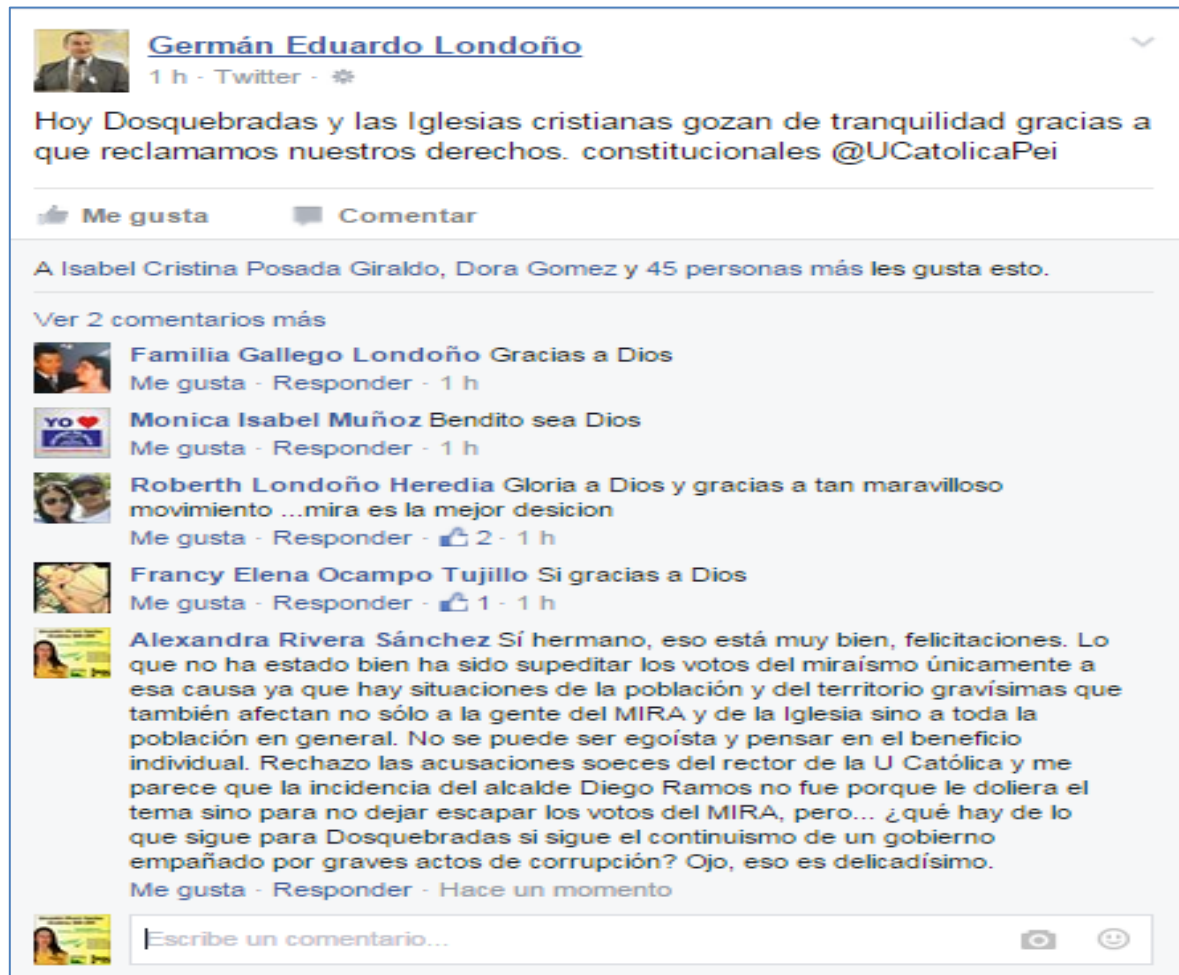 Germán Eduardo Londoño
1 h · Twitter ·
Hoy Dosquebradas y las Iglesias cristianas gozan de tranquilidad gracias a
que reclamamos nuestros derechos. constitucionales @UCatolicaPei
Me gusta Comentar
A Isabel Cristina Posada Giraldo, Dora Gomez y 45 personas más les gusta esto.
Ver 2 comentarios más
Familia Gallego Londoño Gracias a Dios
Me gusta · Responder · 1 h
YO
Monica Isabel Muñoz Bendito sea Dios
Me gusta · Responder · 1 h
Roberth Londoño Heredia Gloria a Dios y gracias a tan maravilloso
movimiento ...mira es la mejor desicion
Me gusta · Responder · 2 · 1 h
Francy Elena Ocampo Tujillo Si gracias a Dios
Me gusta · Responder · 1 · 1 h
Alexandra Rivera Sánchez Sí hermano, eso está muy bien, felicitaciones. Lo
que no ha estado bien ha sido supeditar los votos del miraísmo únicamente a
esa causa ya que hay situaciones de la población y del territorio gravísimas que
también afectan no sólo a la gente del MIRA y de la Iglesia sino a toda la
población en general. No se puede ser egoísta y pensar en el beneficio
individual. Rechazo las acusaciones soeces del rector de la U Católica y me
parece que la incidencia del alcalde Diego Ramos no fue porque le doliera el
tema sino para no dejar escapar los votos del MIRA, pero... ¿qué hay de lo
que sigue para Dosquebradas si sigue el continuismo de un gobierno
empañado por graves actos de corrupción? Ojo, eso es delicadísimo.
Me gusta · Responder · Hace un momento
Escribe un comentario...